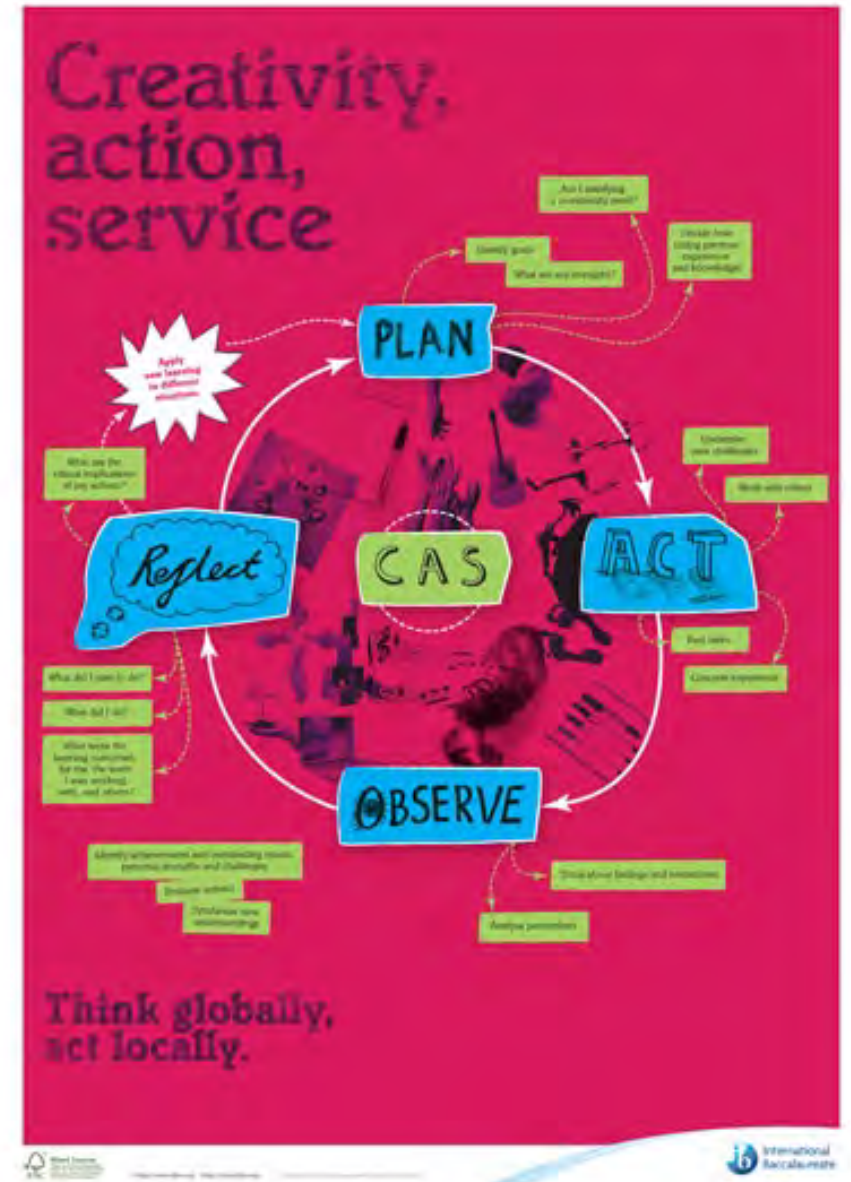 Creativity,
action,
service
Am I satisfying
a community need?
Identify goals
What are my strengths?
Decide how
using previous
experience
and knowledge
PLAN
Apply
new learning
to different
situations
What are the
ethical implications
of my actions?
Undertake
new challenges
Work with others
Reflect
CAS
ACT
Real tasks
Concrete experience
What did I plan to do?
What did I do?
What were the
learning outcomes
for me, the team
I was working
with, and others?
OBSERVE
Identify achievements and outstanding issues,
personal strengths and challenges
Evaluate actions
Synthesize new
understandings
Think about feelings and
Analyse perceptions
Think globally,
act locally.
International
Baccalaureate